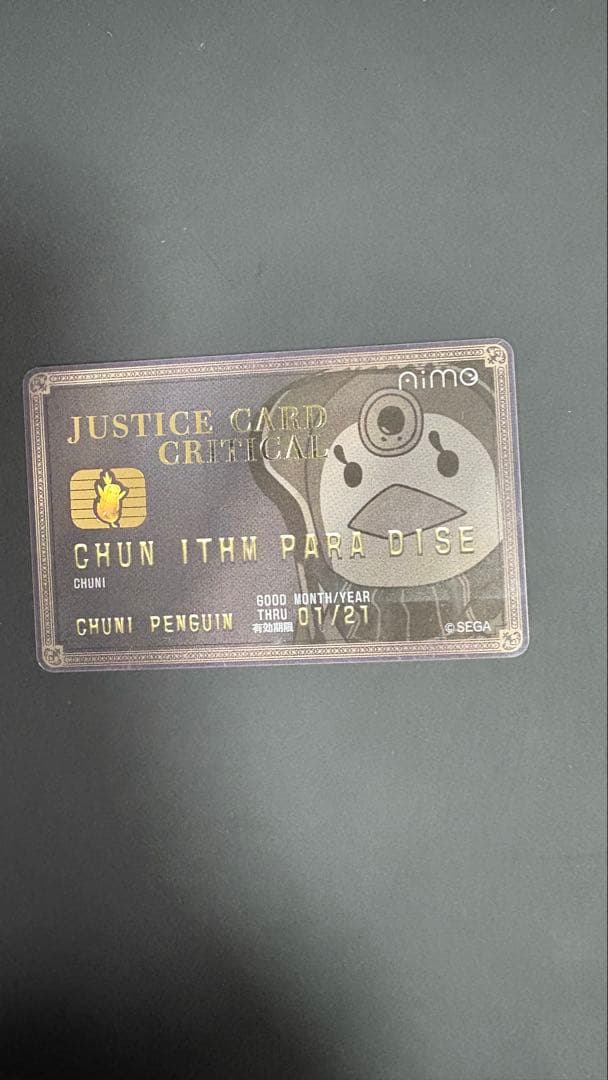 Aime
JUSTICE CARD
CRITICAL
CHUN ITHM PARA DISE
CHUNI
GOOD MONTH/YEAR
THRU 01/21
有効期限
CHUNI PENGUIN
©SEGA